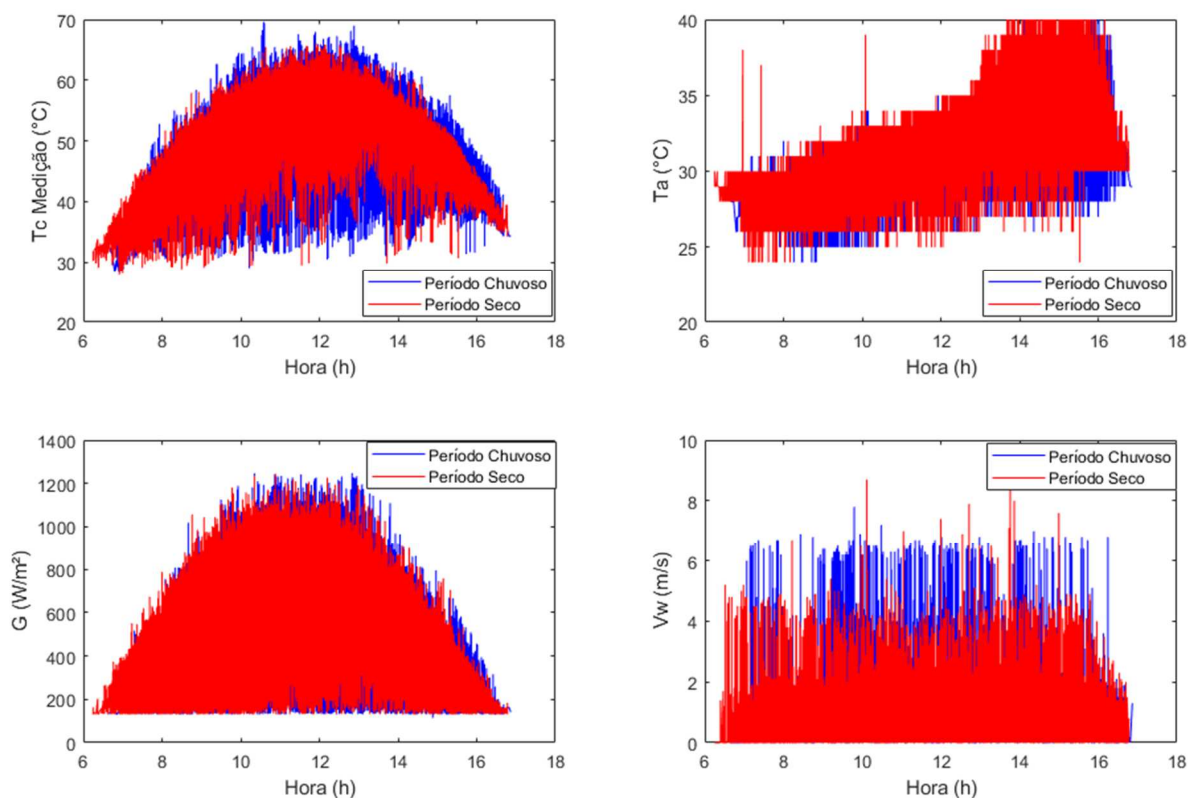 70
60
50
40
30
20
Tc Medição (°C)
Período Chuvoso
Período Seco
6 8 10 12 14 16 18
Hora (h)
40
35
30
25
20
Ta (°C)
Período Chuvoso
Período Seco
6 8 10 12 14 16 18
Hora (h)
1400
1200
1000
800
600
400
200
0
G (W/m²)
Período Chuvoso
Período Seco
6 8 10 12 14 16 18
Hora (h)
10
8
6
4
2
0
Vw (m/s)
Período Chuvoso
Período Seco
6 8 10 12 14 16 18
Hora (h)